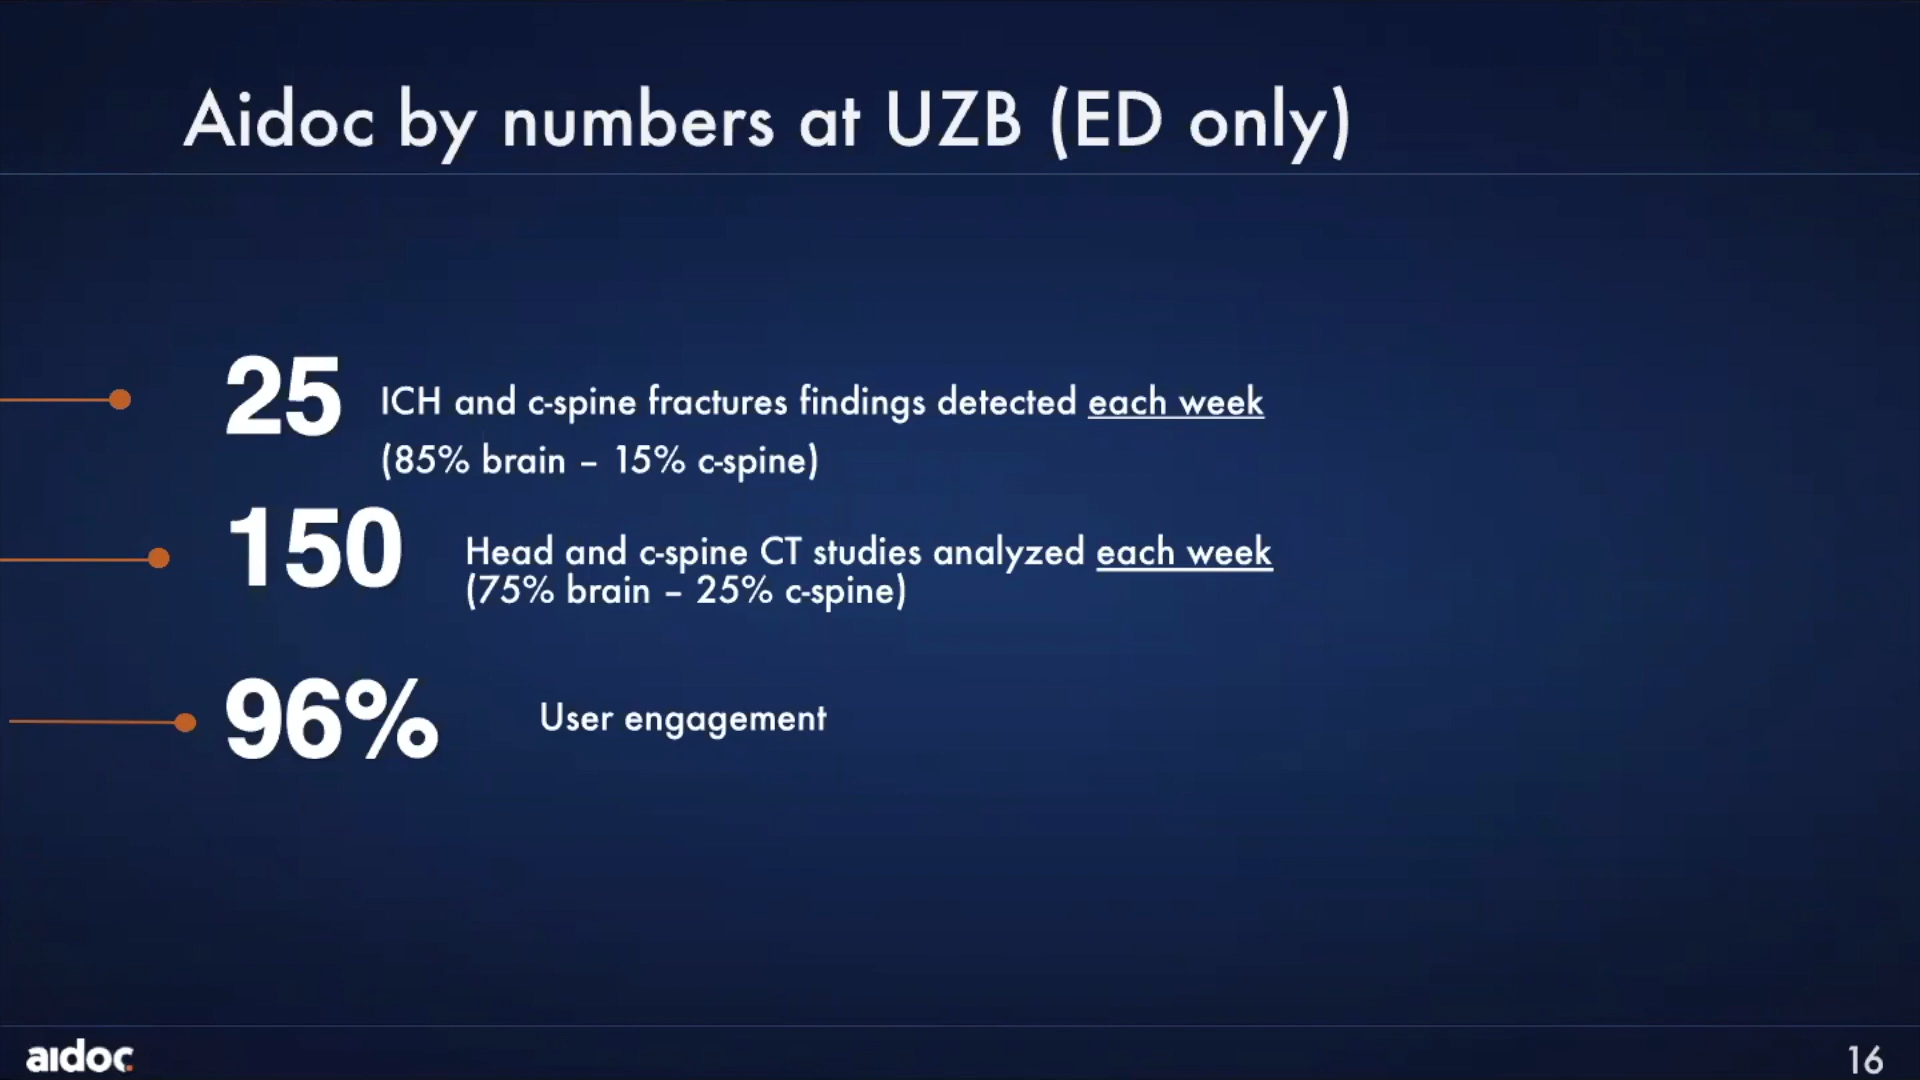 Aidoc by numbers at UZB (ED only)
25 ICH and c-spine fractures findings detected each week
(85% brain – 15% c-spine)
150 Head and c-spine CT studies analyzed each week
(75% brain – 25% c-spine)
96% User engagement
aidoc.
16